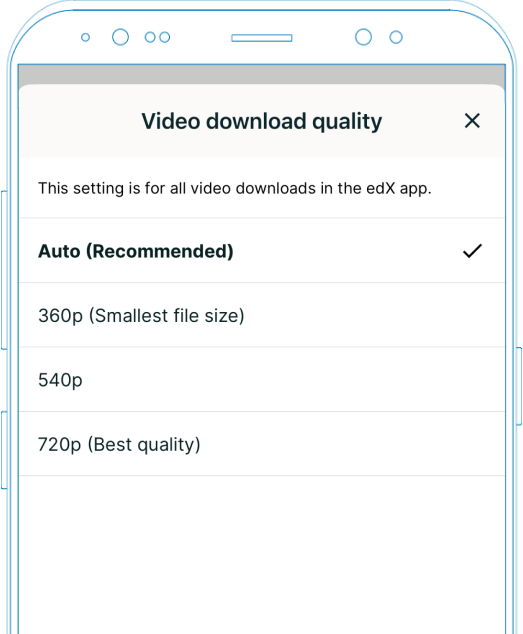 Video download quality
This setting is for all video downloads in the edX app.
Auto (Recommended)
360p (Smallest file size)
540p
720p (Best quality)